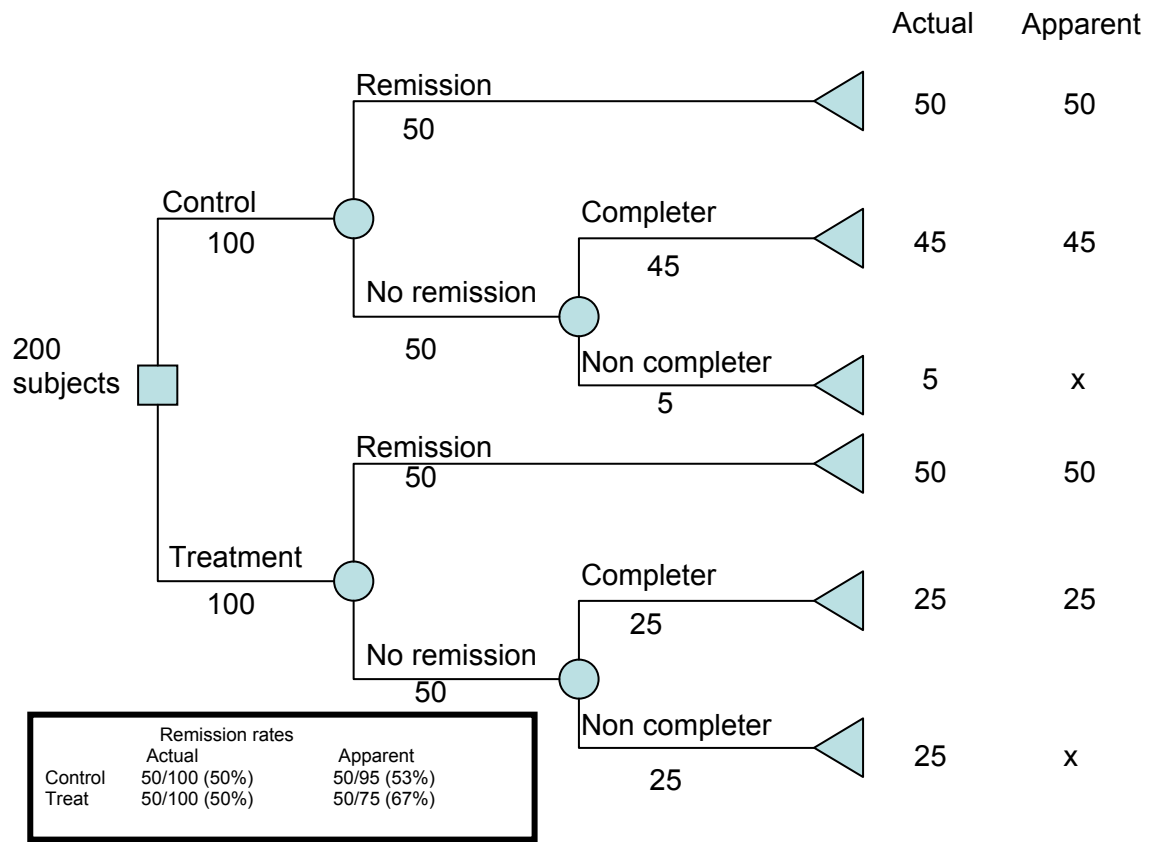 Actual Apparent
Remission
50
50 50
Control
100
Completer
45
45 45
No remission
50
Non completer
5
5 x
200
subjects
Remission
50
50 50
Treatment
100
Completer
25
25 25
No remission
50
Non completer
25
25 x
Remission rates
Actual Apparent
Control 50/100 (50%) 50/95 (53%)
Treat 50/100 (50%) 50/75 (67%)